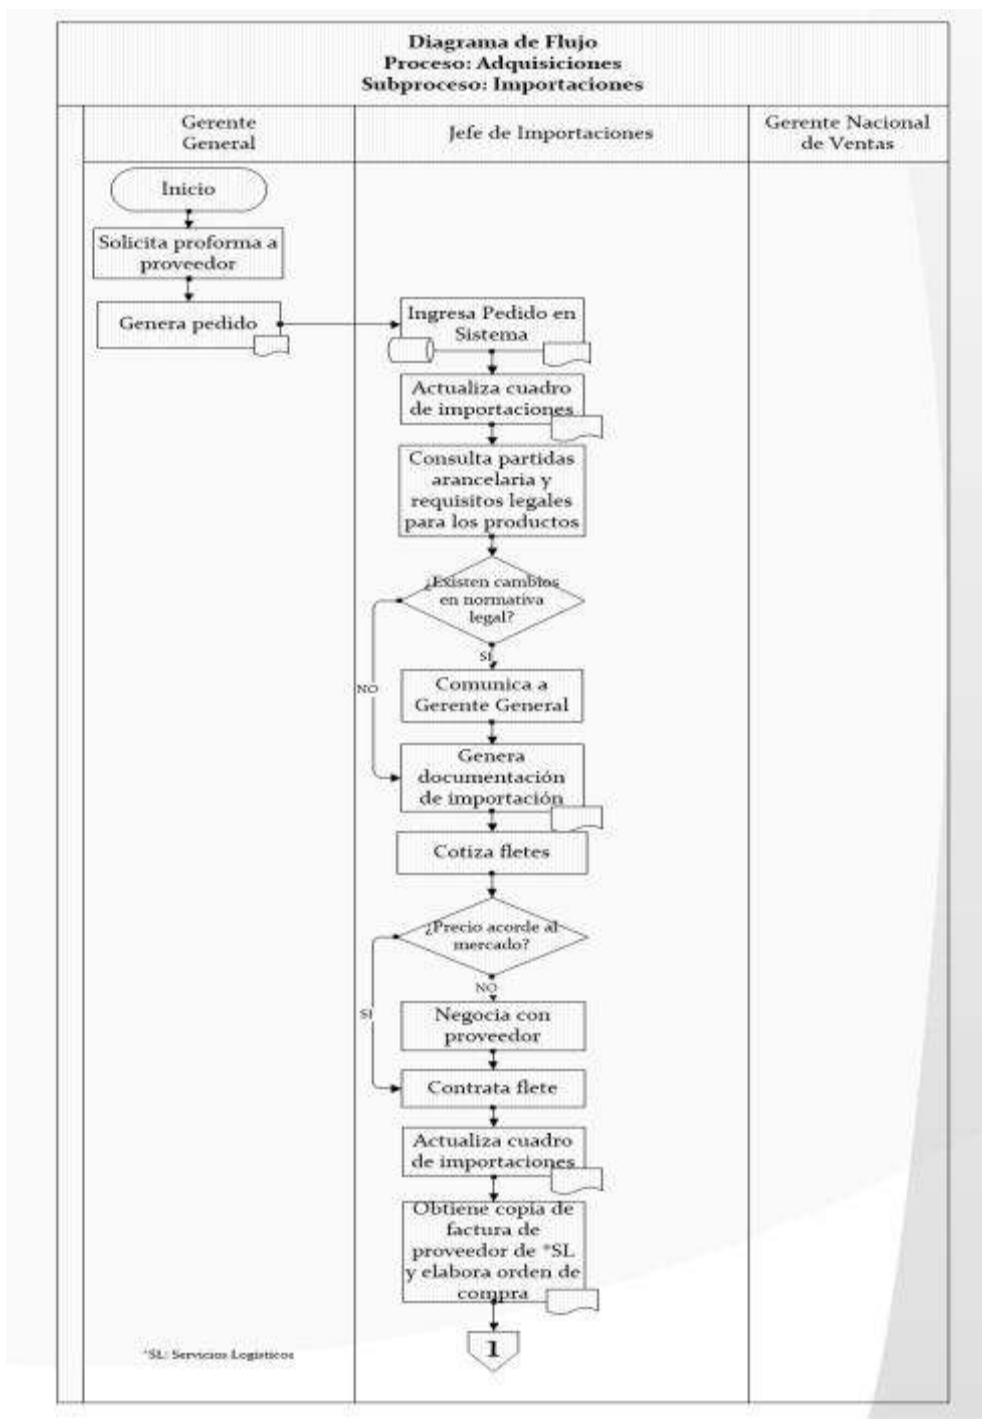 Diagrama de Flujo
Proceso: Adquisiciones
Subproceso: Importaciones
Gerente
General
Jefe de Importaciones
Gerente Nacional
de Ventas
Inicio
Solicita proforma a
proveedor
Genera pedido
Ingresa Pedido en
Sistema
Actualiza cuadro
de importaciones
Consulta partidas
arancelaria y
requisitos legales
para los productos
¿Existen cambios
en normativa
legal?
SI
NO
Comunica a
Gerente General
Genera
documentación
de importación
Cotiza fletes
¿Precio acorde al
mercado?
NO
SI
Negocia con
proveedor
Contrata flete
Actualiza cuadro
de importaciones
Obtiene copia de
factura de
proveedor de *SL
y elabora orden de
compra
1
*SL: Servicios Logísticos